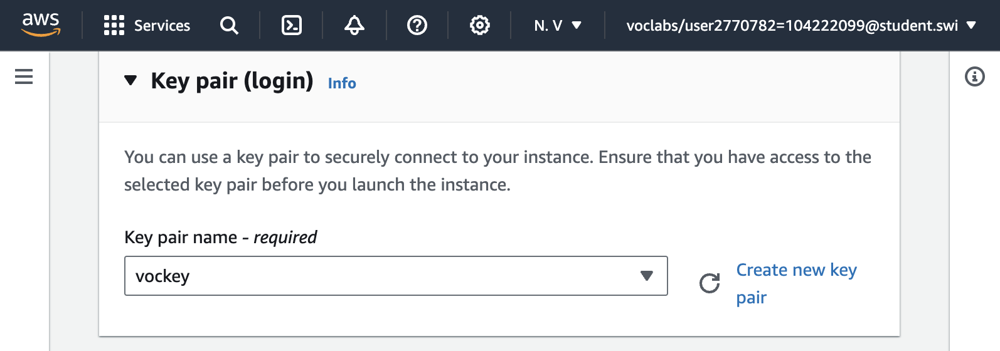 aws Services N. V voclabs/user2770782=104222099@student.swi
Key pair (login) Info
You can use a key pair to securely connect to your instance. Ensure that you have access to the
selected key pair before you launch the instance.
Key pair name - required
vockey
Create new key
pair